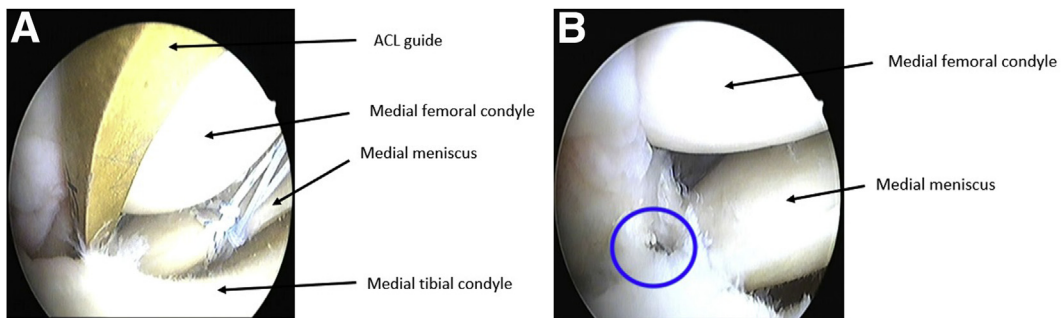 A
ACL guide
Medial femoral condyle
Medial meniscus
Medial tibial condyle
B
Medial femoral condyle
Medial meniscus